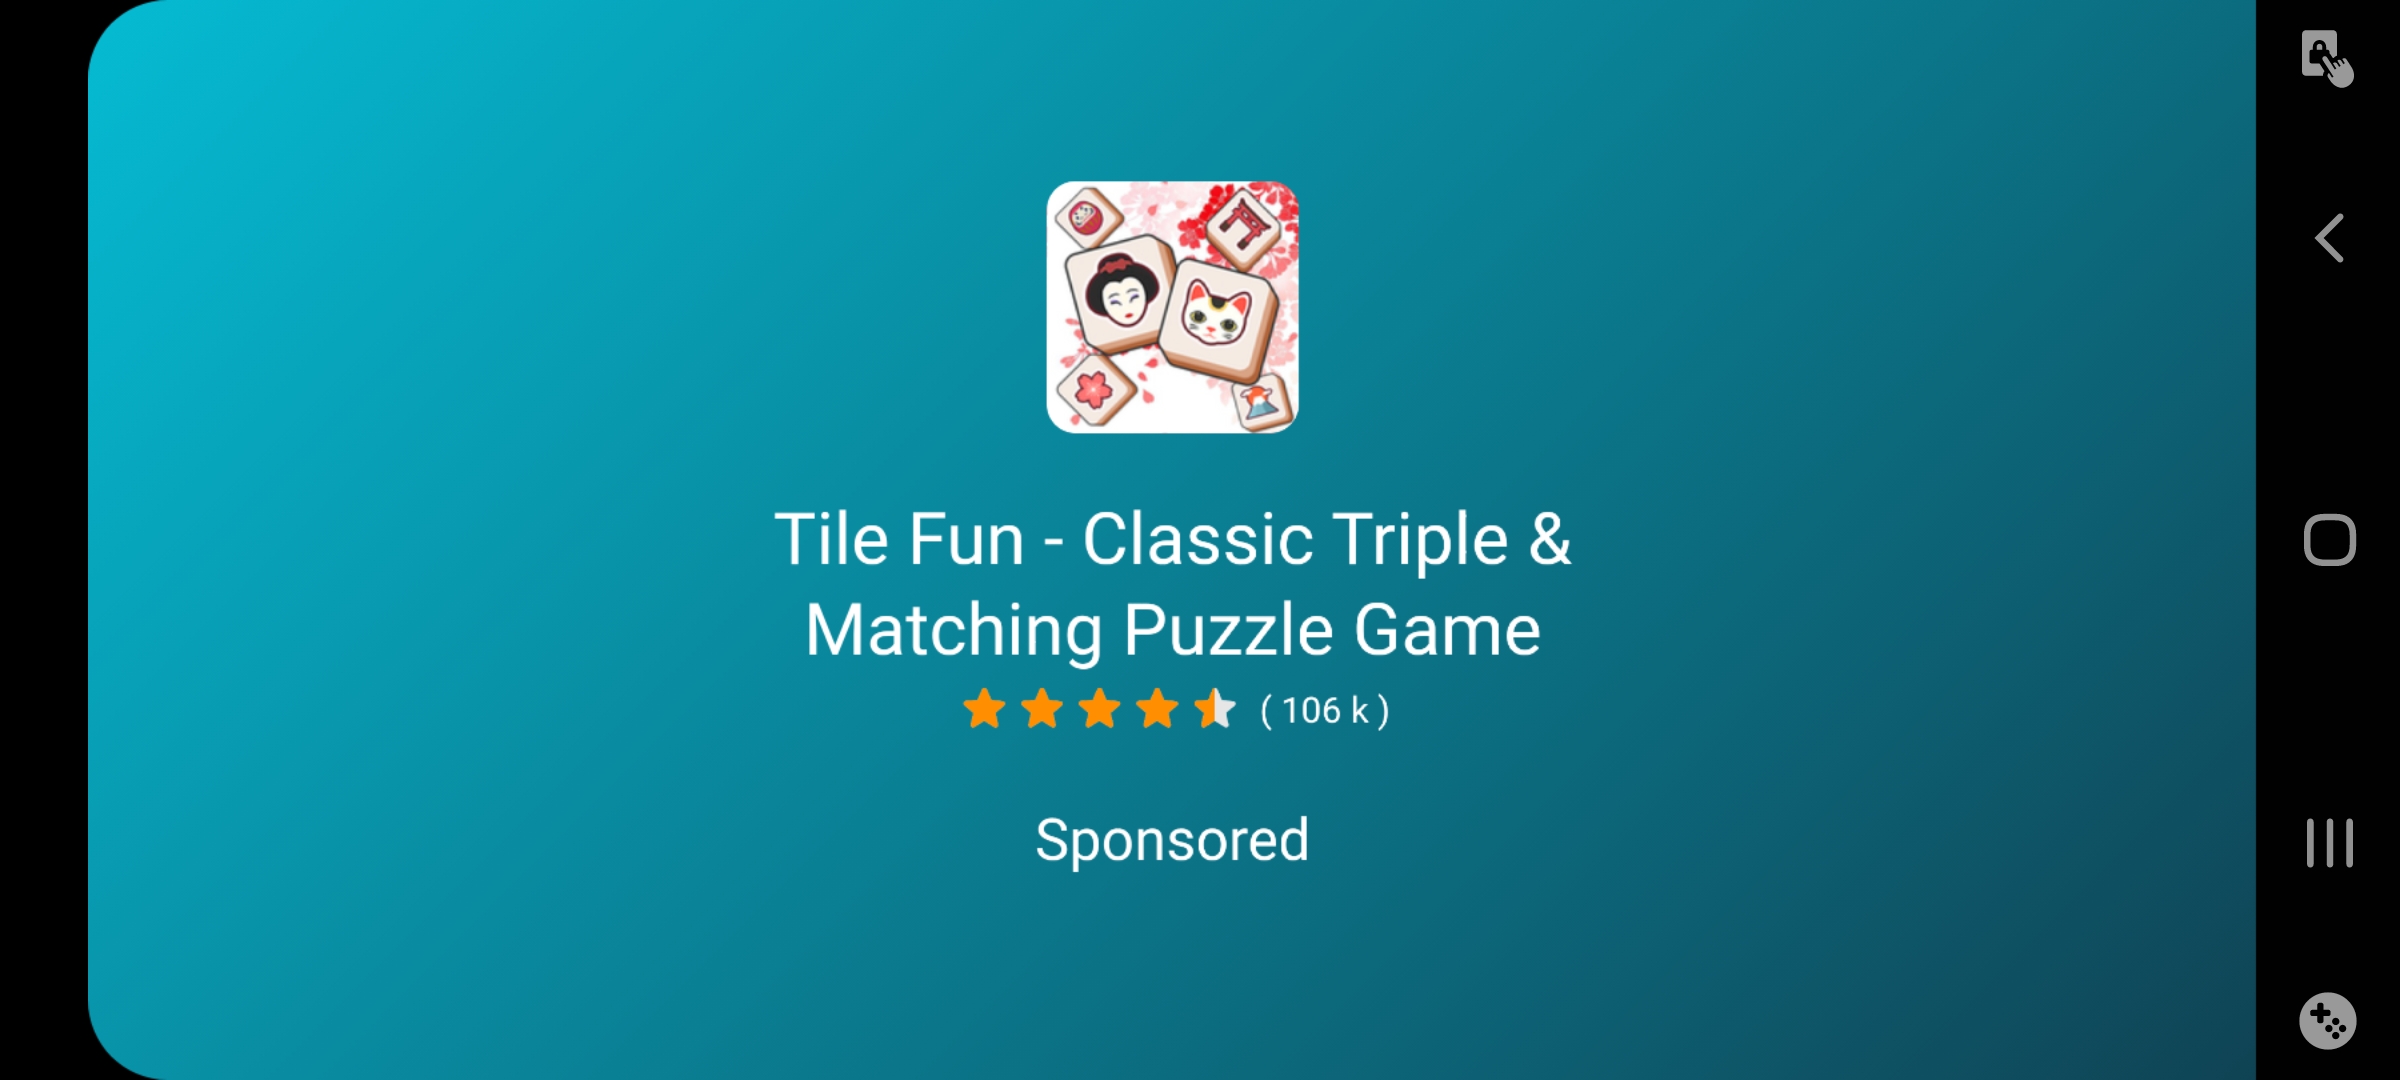 Tile Fun - Classic Triple &
Matching Puzzle Game
( 106 k )
Sponsored